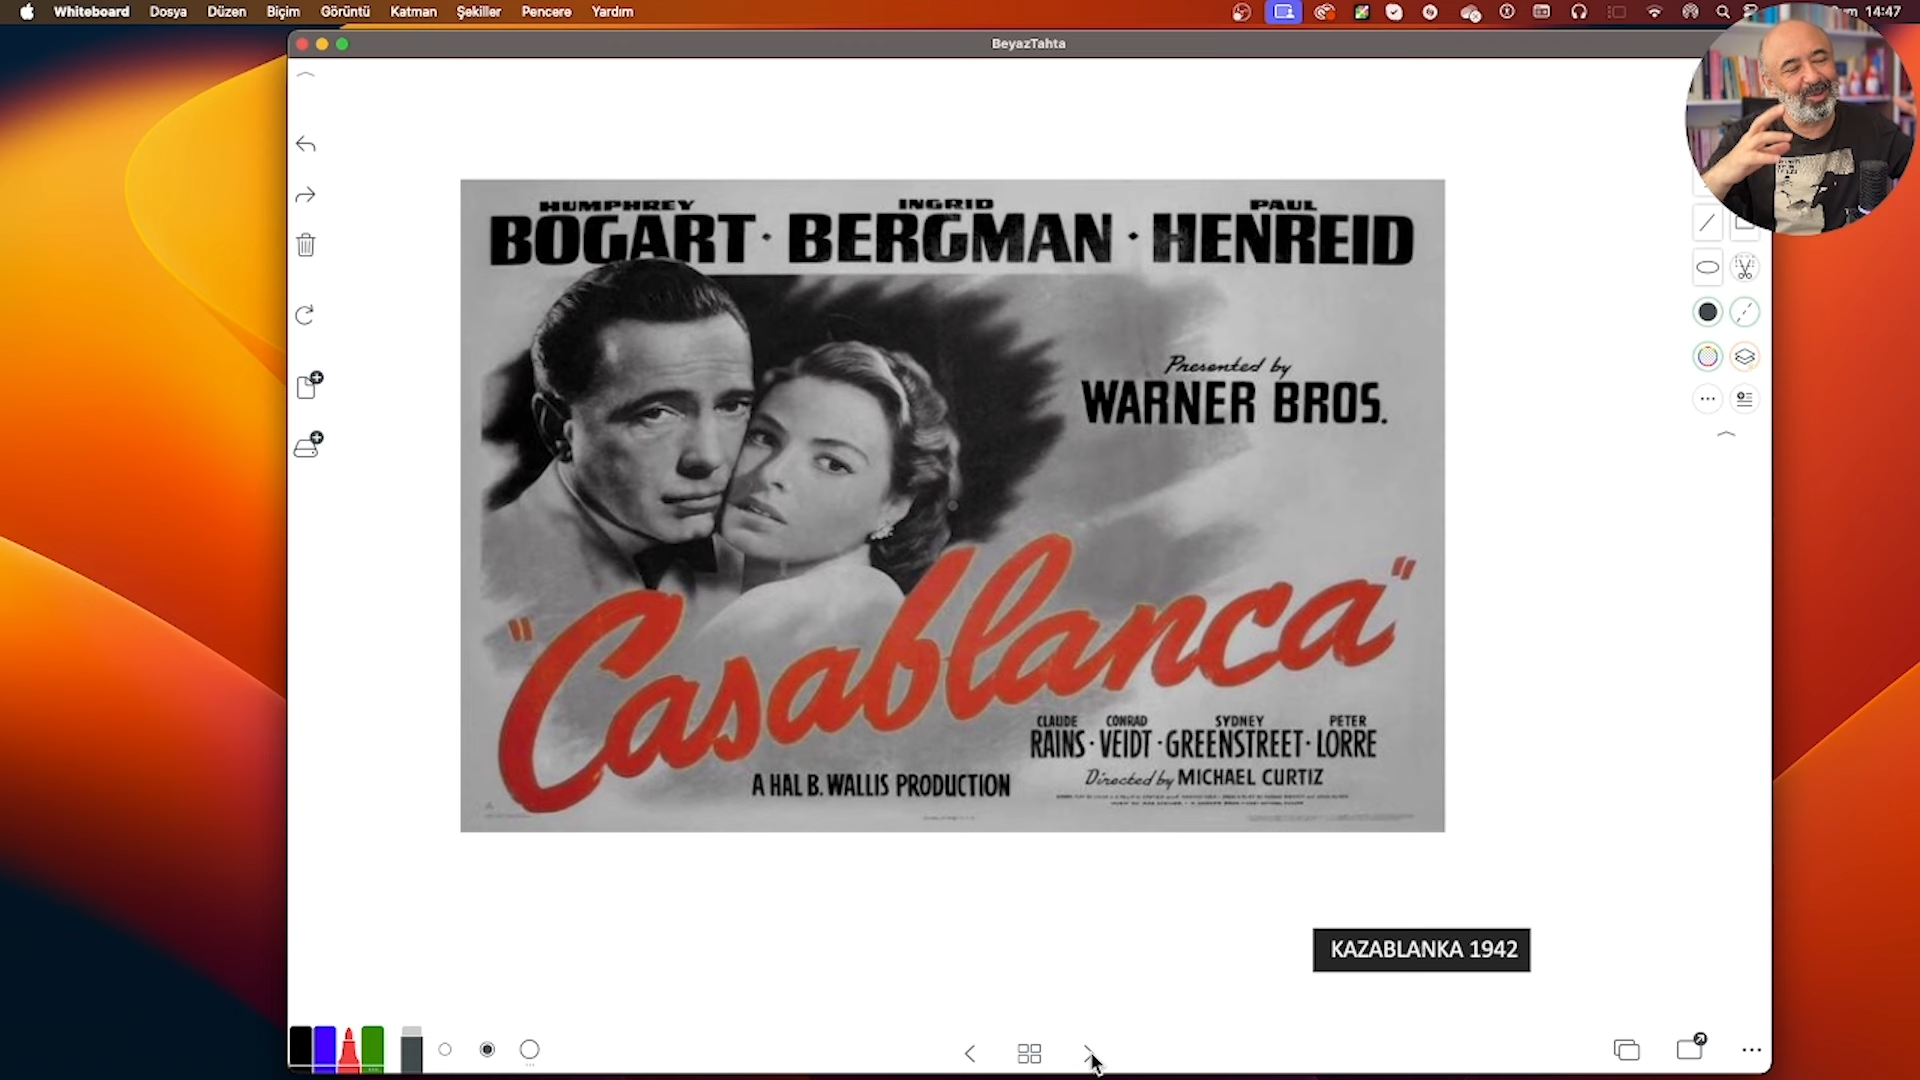 Whiteboard Dosya Düzen Biçim Görüntü Katman Şekiller Pencere Yardım 14:47
BeyazTahta
HUMPHREY INGRID PAUL
BOGART · BERGMAN · HENREID
Presented by
WARNER BROS.
"Casablanca"
CLAUDE CONRAD SYDNEY PETER
RAINS · VEIDT · GREENSTREET · LORRE
A HAL B. WALLIS PRODUCTION
Directed by MICHAEL CURTIZ
KAZABLANKA 1942